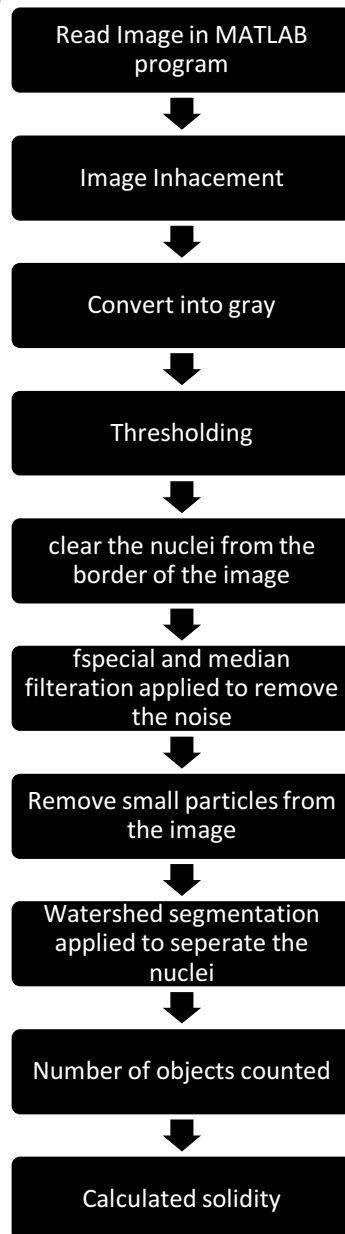 Read Image in MATLAB
program
Image Inhacement
Convert into gray
Thresholding
clear the nuclei from the
border of the image
fspecial and median
filteration applied to remove
the noise
Remove small particles from
the image
Watershed segmentation
applied to seperate the
nuclei
Number of objects counted
Calculated solidity